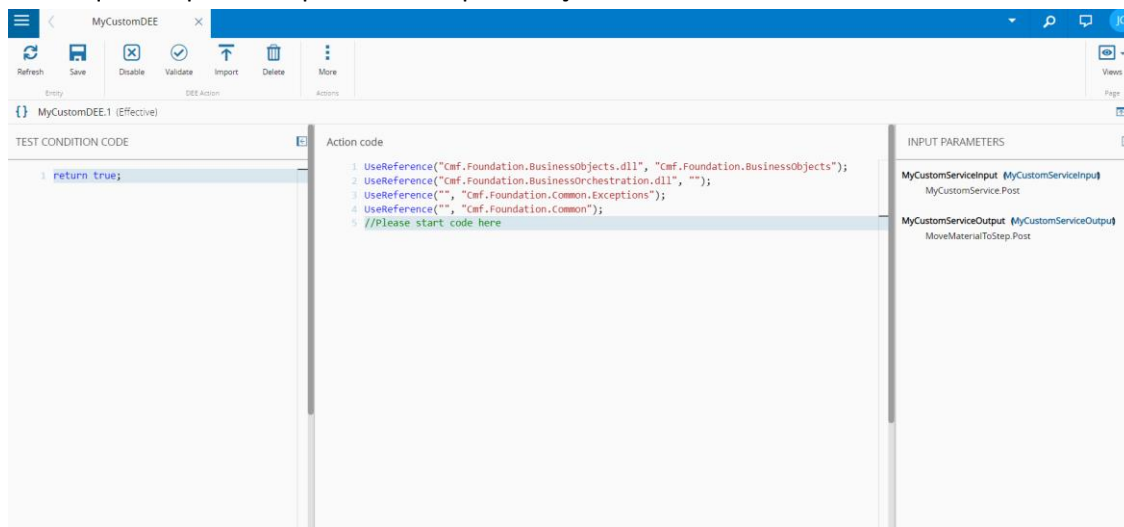 MyCustomDEE
Refresh Save Disable Validate Import Delete More Views
Entity DEE Action Actions Page
{} MyCustomDEE.1 (Effective)
TEST CONDITION CODE
1 return true;
Action code
1 UseReference("Cmf.Foundation.BusinessObjects.dll", "Cmf.Foundation.BusinessObjects");
2 UseReference("Cmf.Foundation.BusinessOrchestration.dll", "");
3 UseReference("", "Cmf.Foundation.Common.Exceptions");
4 UseReference("", "Cmf.Foundation.Common");
5 //Please start code here
INPUT PARAMETERS
MyCustomServiceInput (MyCustomServiceInput)
MyCustomService.Post
MyCustomServiceOutput (MyCustomServiceOutput)
MoveMaterialToStep.Post